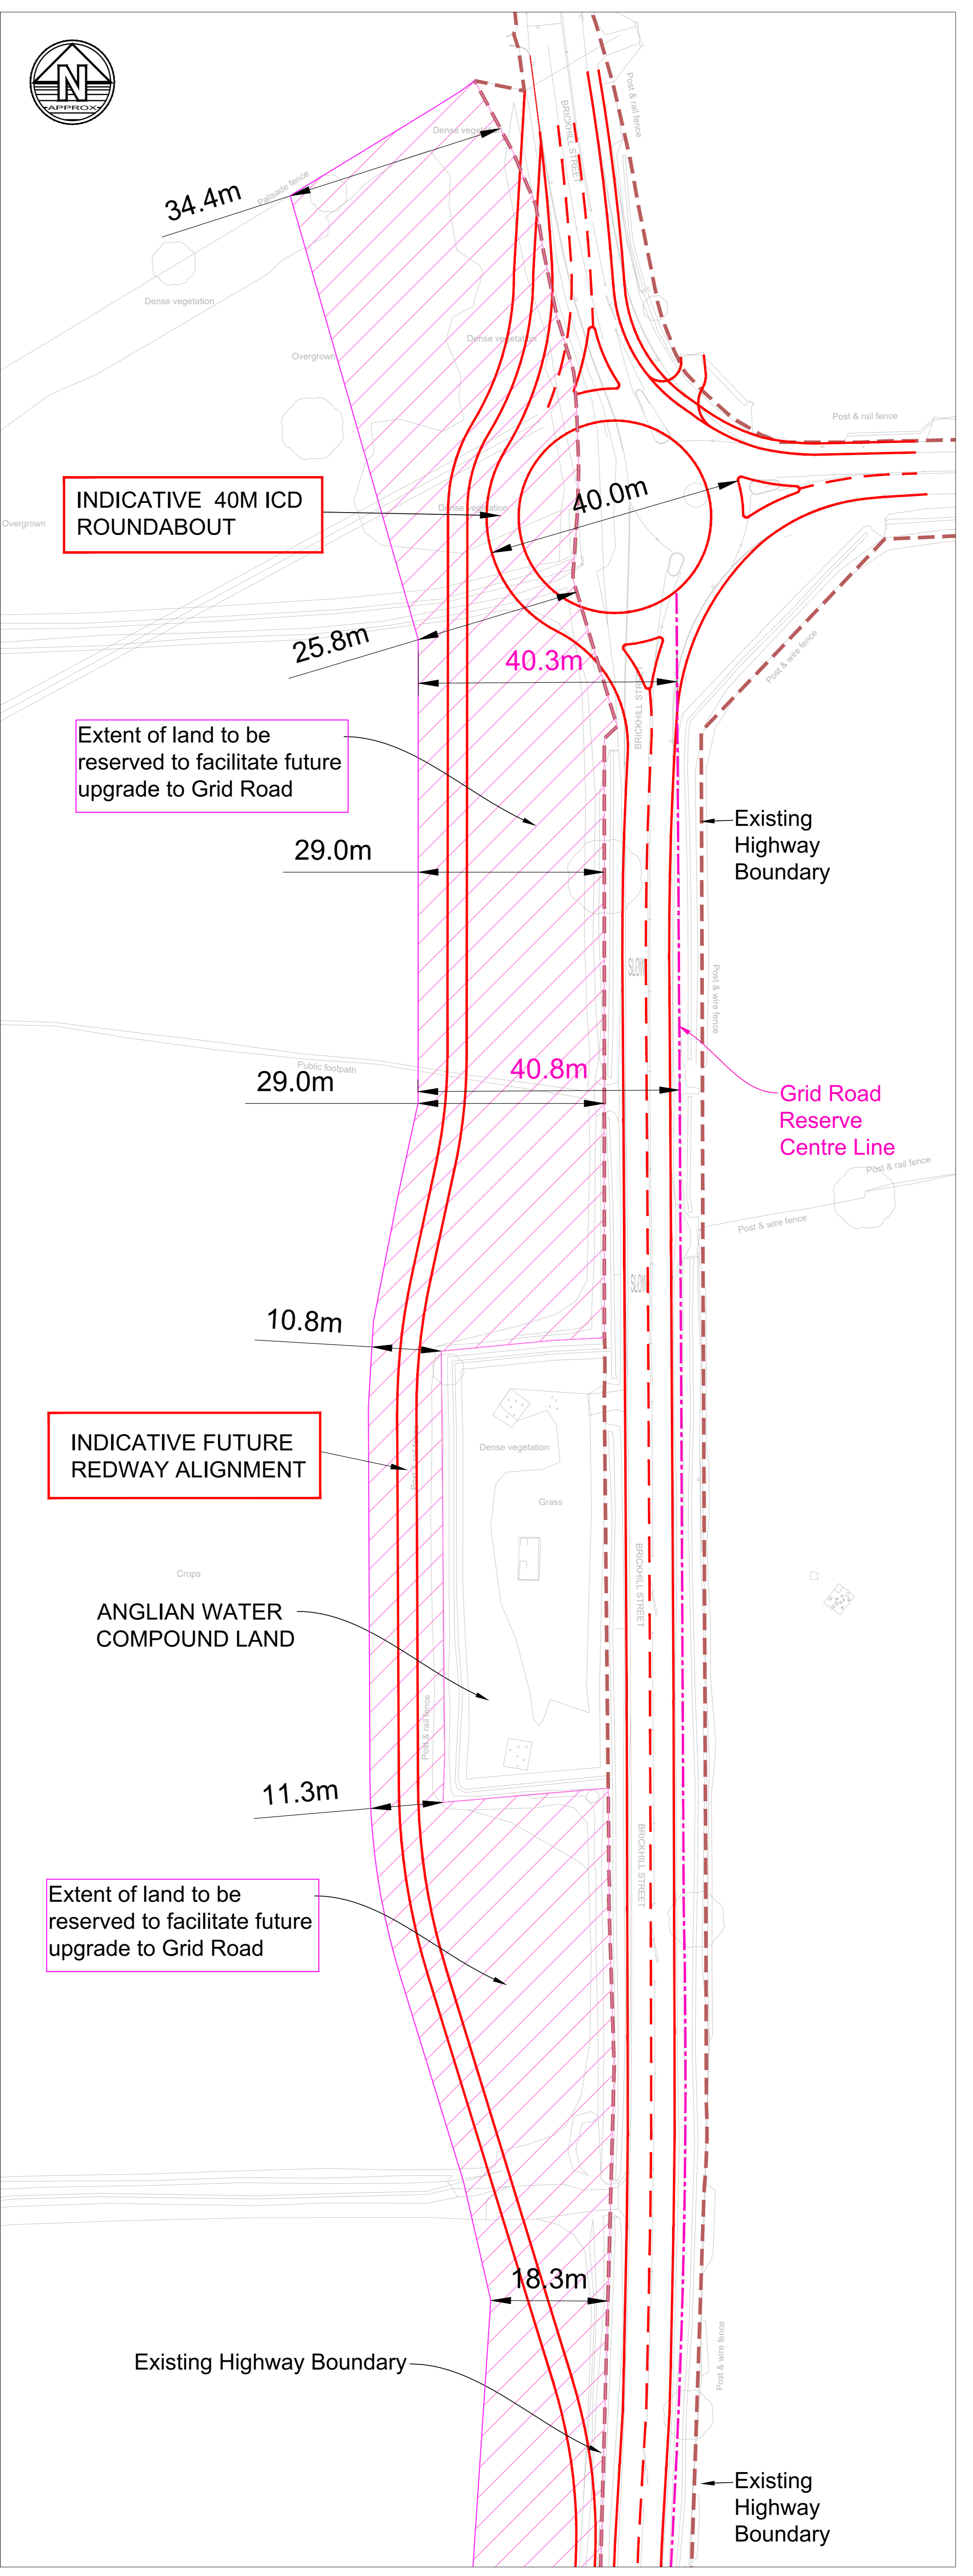 N
APPROX
BRICKHILL STREET
Post & rail fence
Dense vegetation
34.4m
Palisade fence
Dense vegetation
Dense vegetation
Overgrown
Post & rail fence
INDICATIVE 40M ICD
ROUNDABOUT
40.0m
Dense vegetation
Overgrown
25.8m
40.3m
Post & wire fence
BRICKHILL STREET
Extent of land to be
reserved to facilitate future
upgrade to Grid Road
Existing
Highway
Boundary
29.0m
SLOW
Post & wire fence
Public footpath
40.8m
29.0m
Grid Road
Reserve
Centre Line
Post & rail fence
Post & wire fence
SLOW
10.8m
INDICATIVE FUTURE
REDWAY ALIGNMENT
Post & rail fence
Dense vegetation
Grass
Crops
BRICKHILL STREET
ANGLIAN WATER
COMPOUND LAND
Post & rail fence
11.3m
BRICKHILL STREET
Extent of land to be
reserved to facilitate future
upgrade to Grid Road
18.3m
Existing Highway Boundary
Post & wire fence
Existing
Highway
Boundary